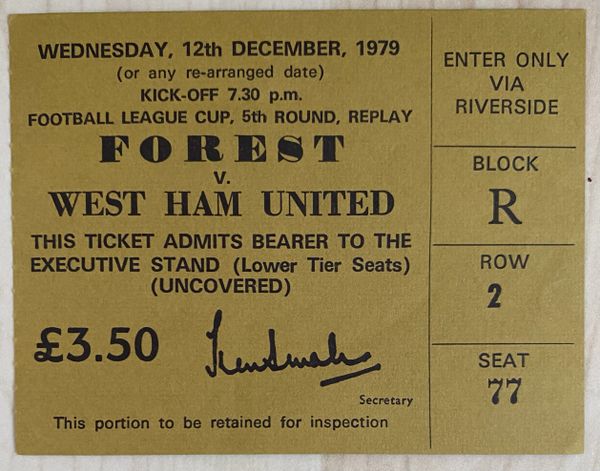 WEDNESDAY, 12th DECEMBER, 1979
(or any re-arranged date)
KICK-OFF 7.30 p.m.
FOOTBALL LEAGUE CUP, 5th ROUND, REPLAY
FOREST
v.
WEST HAM UNITED
THIS TICKET ADMITS BEARER TO THE
EXECUTIVE STAND (Lower Tier Seats)
(UNCOVERED)
£3.50
Secretary
This portion to be retained for inspection
ENTER ONLY
VIA
RIVERSIDE
BLOCK
R
ROW
2
SEAT
77